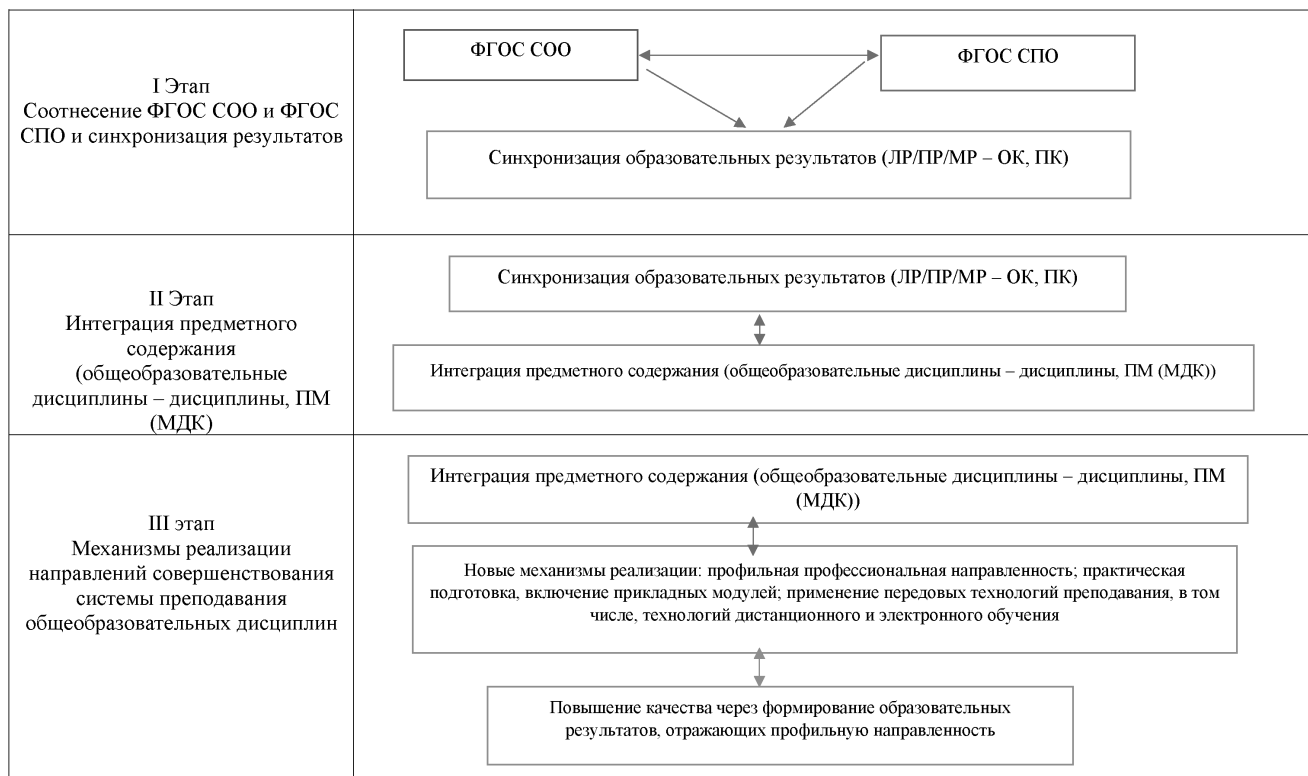 I Этап
Соотнесение ФГОС СОО и ФГОС
СПО и синхронизация результатов
ФГОС СОО
ФГОС СПО
Синхронизация образовательных результатов (ЛР/ПР/МР – ОК, ПК)
II Этап
Интеграция предметного
содержания
(общеобразовательные
дисциплины – дисциплины, ПМ
(МДК)
Синхронизация образовательных результатов (ЛР/ПР/МР – ОК, ПК)
Интеграция предметного содержания (общеобразовательные дисциплины – дисциплины, ПМ (МДК))
III этап
Механизмы реализации
направлений совершенствования
системы преподавания
общеобразовательных дисциплин
Интеграция предметного содержания (общеобразовательные дисциплины – дисциплины, ПМ
(МДК))
Новые механизмы реализации: профильная профессиональная направленность; практическая
подготовка, включение прикладных модулей; применение передовых технологий преподавания, в том
числе, технологий дистанционного и электронного обучения
Повышение качества через формирование образовательных
результатов, отражающих профильную направленность